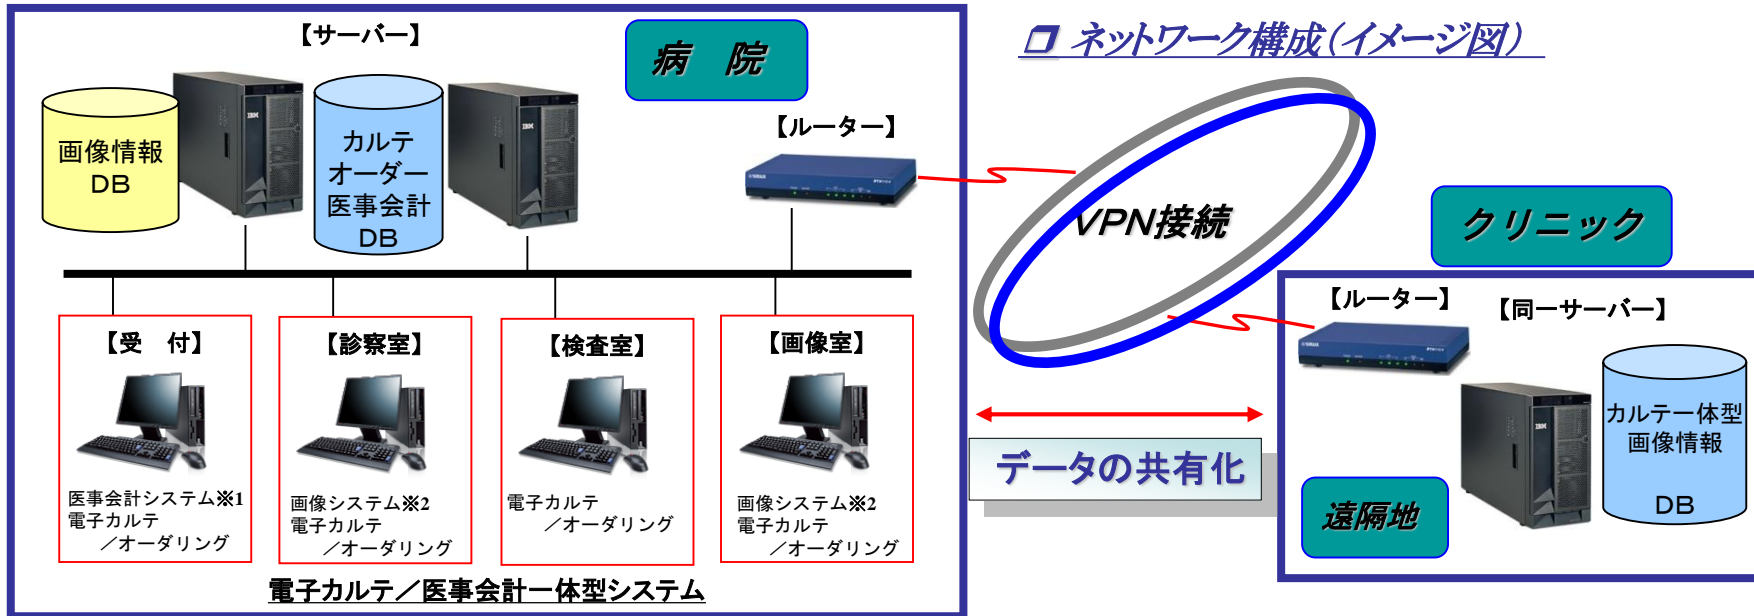 【サーバー】
病　院
❒ ネットワーク構成(イメージ図)
画像情報
DB
IBM
カルテ
オーダー
医事会計
DB
IBM
【ルーター】
YAMAHA
VPN接続
クリニック
【ルーター】
【同一サーバー】
YAMAHA
【受　付】
【診察室】
【検査室】
【画像室】
カルテ一体型
画像情報
DB
IBM
データの共有化
遠隔地
医事会計システム※1
電子カルテ
／オーダリング
画像システム※2
電子カルテ
／オーダリング
電子カルテ
／オーダリング
画像システム※2
電子カルテ
／オーダリング
電子カルテ／医事会計一体型システム